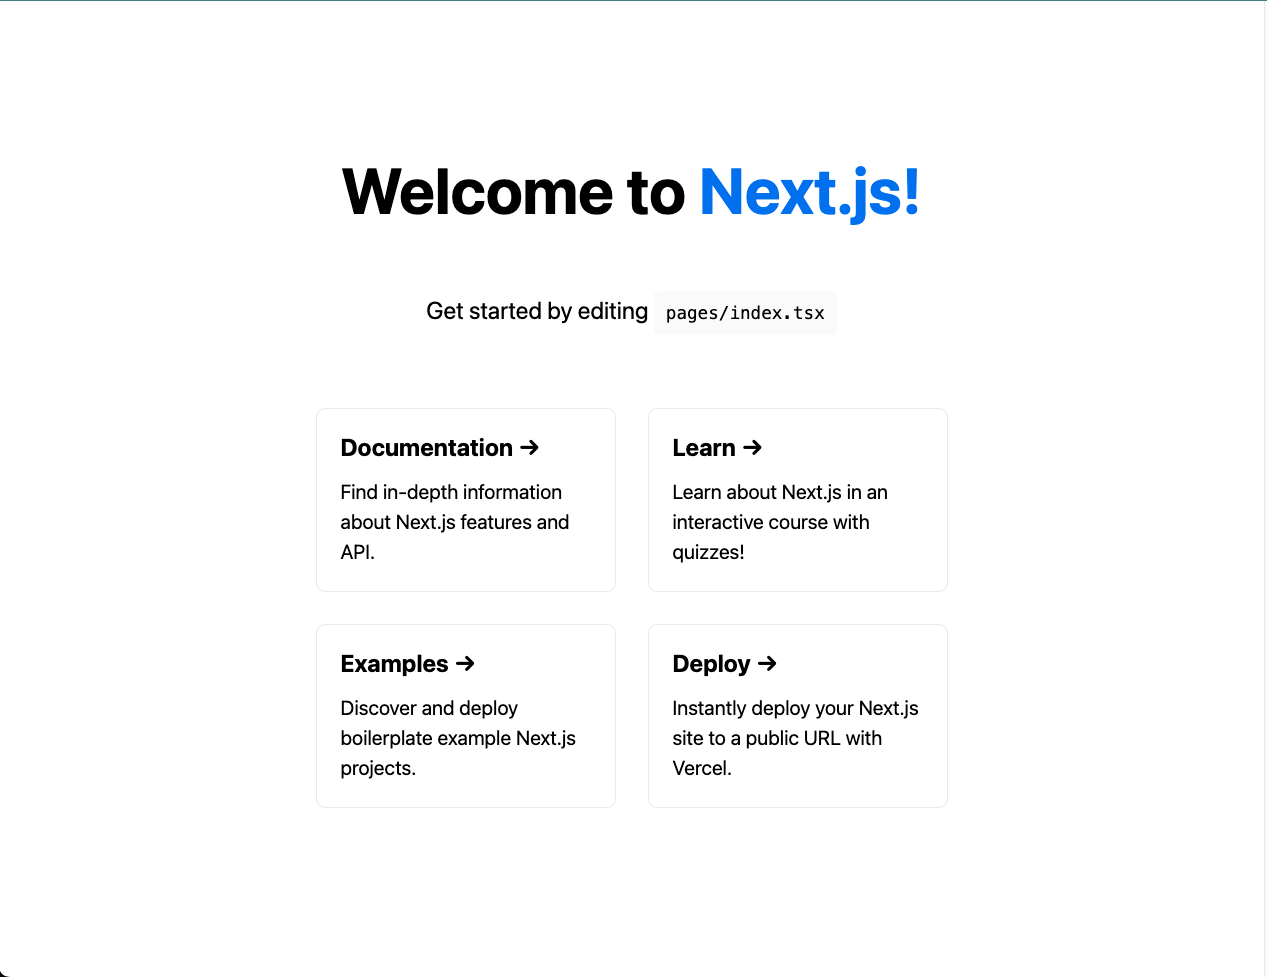 Welcome to Next.js!
Get started by editing pages/index.tsx
Documentation →
Find in-depth information
about Next.js features and
API.
Learn →
Learn about Next.js in an
interactive course with
quizzes!
Examples →
Discover and deploy
boilerplate example Next.js
projects.
Deploy →
Instantly deploy your Next.js
site to a public URL with
Vercel.